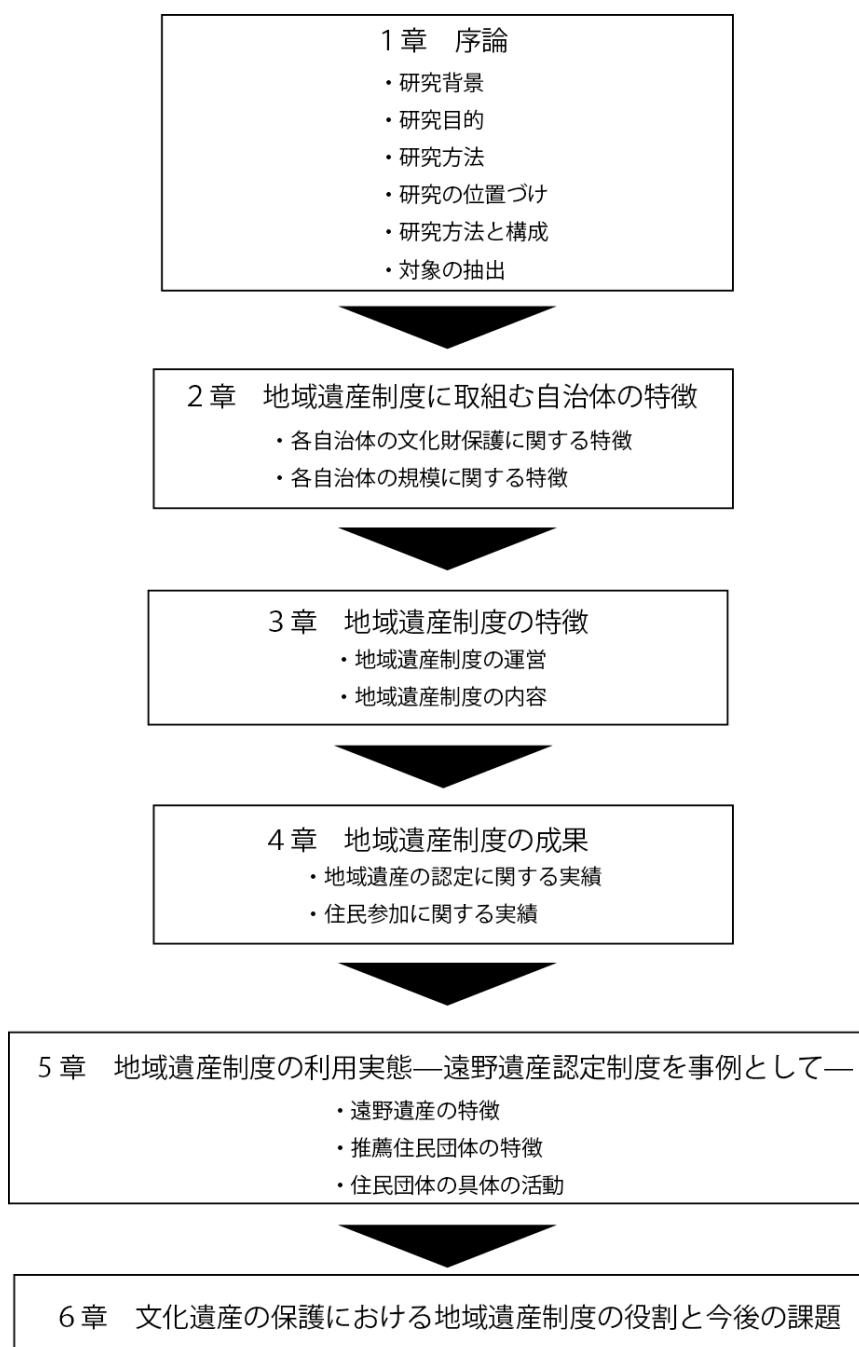 1章　序論
・研究背景
・研究目的
・研究方法
・研究の位置づけ
・研究方法と構成
・対象の抽出
2章　地域遺産制度に取組む自治体の特徴
・各自治体の文化財保護に関する特徴
・各自治体の規模に関する特徴
3章　地域遺産制度の特徴
・地域遺産制度の運営
・地域遺産制度の内容
4章　地域遺産制度の成果
・地域遺産の認定に関する実績
・住民参加に関する実績
5章　地域遺産制度の利用実態―遠野遺産認定制度を事例として―
・遠野遺産の特徴
・推薦住民団体の特徴
・住民団体の具体の活動
6章　文化遺産の保護における地域遺産制度の役割と今後の課題